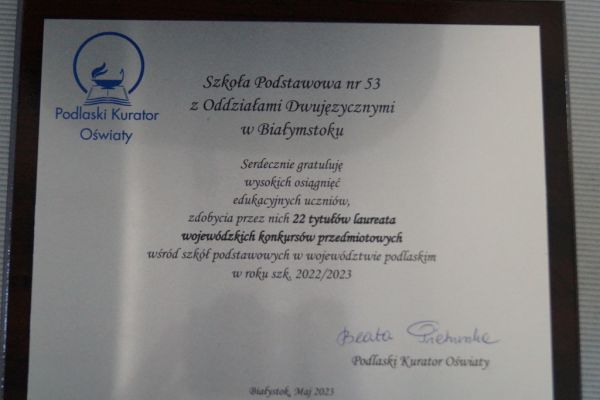 Podlaski Kurator
Oświaty
Szkoła Podstawowa nr 53
z Oddziałami Dwujęzycznymi
w Białymstoku
Serdecznie gratuluję
wysokich osiągnięć
edukacyjnych uczniów,
zdobycia przez nich 22 tytułów laureata
wojewódzkich konkursów przedmiotowych
wśród szkół podstawowych w województwie podlaskim
w roku szk. 2022/2023
Beata
Podlaski Kurator Oświaty
Białystok, Maj 2023